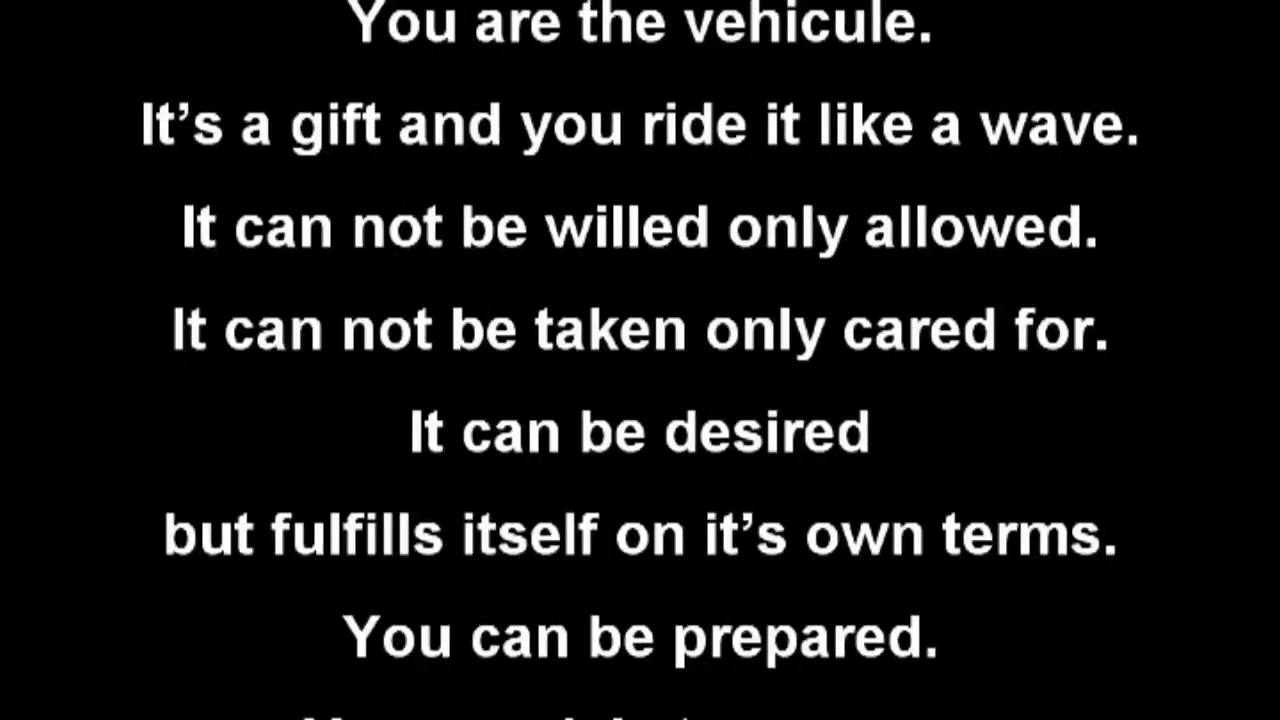 You are the vehicule.
It’s a gift and you ride it like a wave.
It can not be willed only allowed.
It can not be taken only cared for.
It can be desired
but fulfills itself on it’s own terms.
You can be prepared.